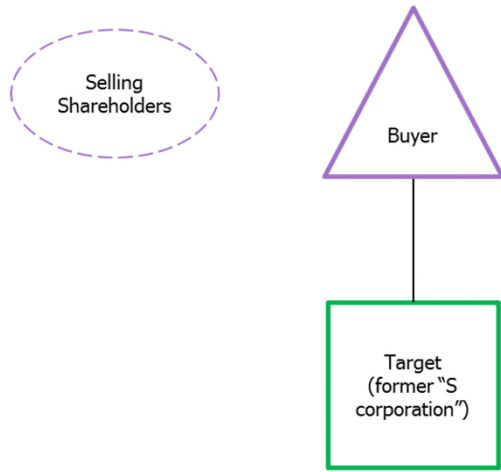 Selling
Shareholders
Buyer
Target
(former “S
corporation”)